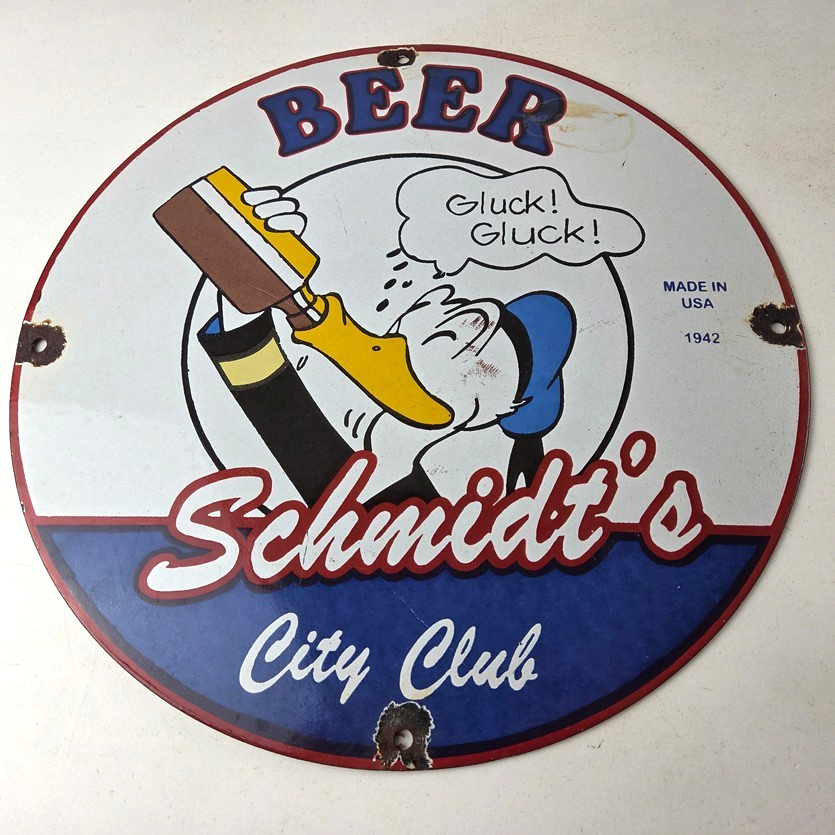 BEER
Gluck!
Gluck!
MADE IN
USA
1942
Schmidt's
City Club